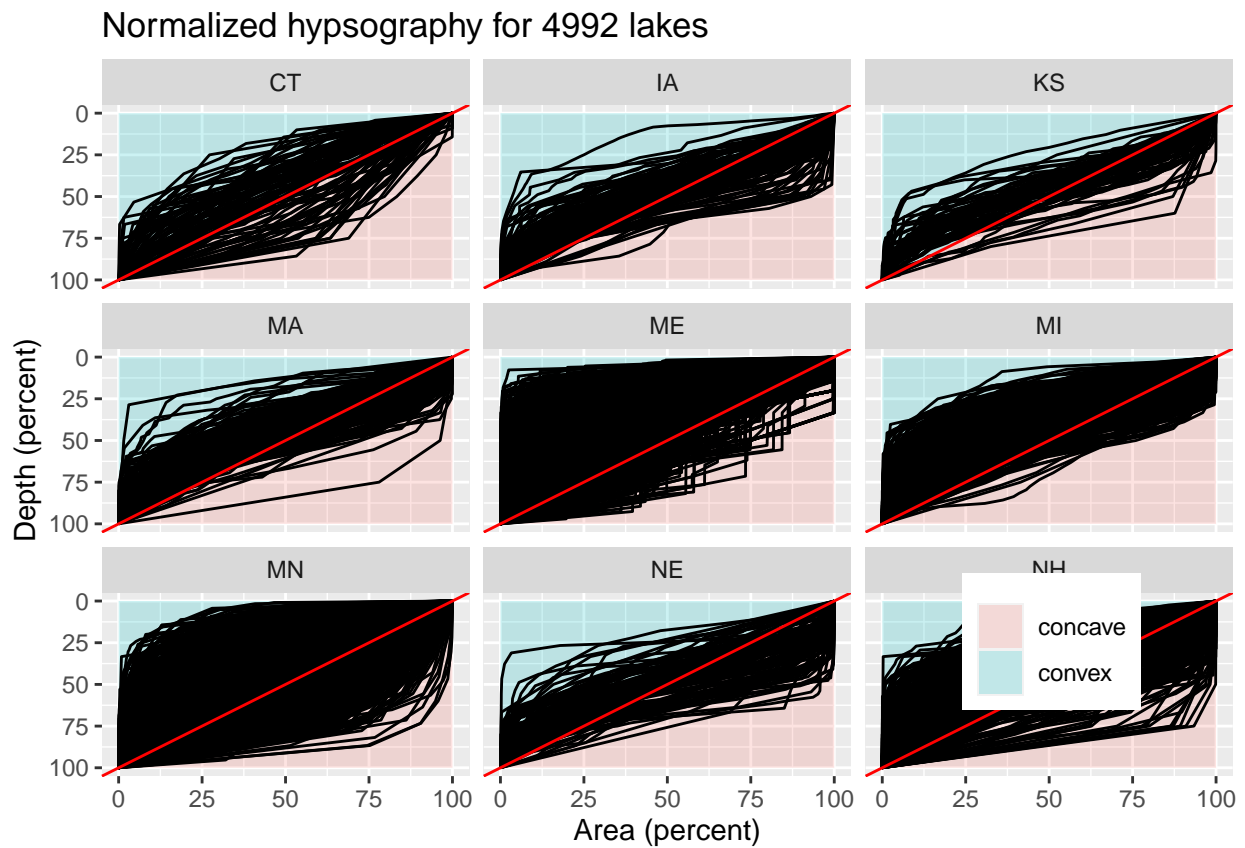 Normalized hypsography for 4992 lakes
CT IA KS
0
25
50
75
100
MA ME MI
0
25
50
75
100
Depth (percent)
MN NE NH
0
25
50
75
100
concave
convex
0 25 50 75 100 0 25 50 75 100 0 25 50 75 100
Area (percent)